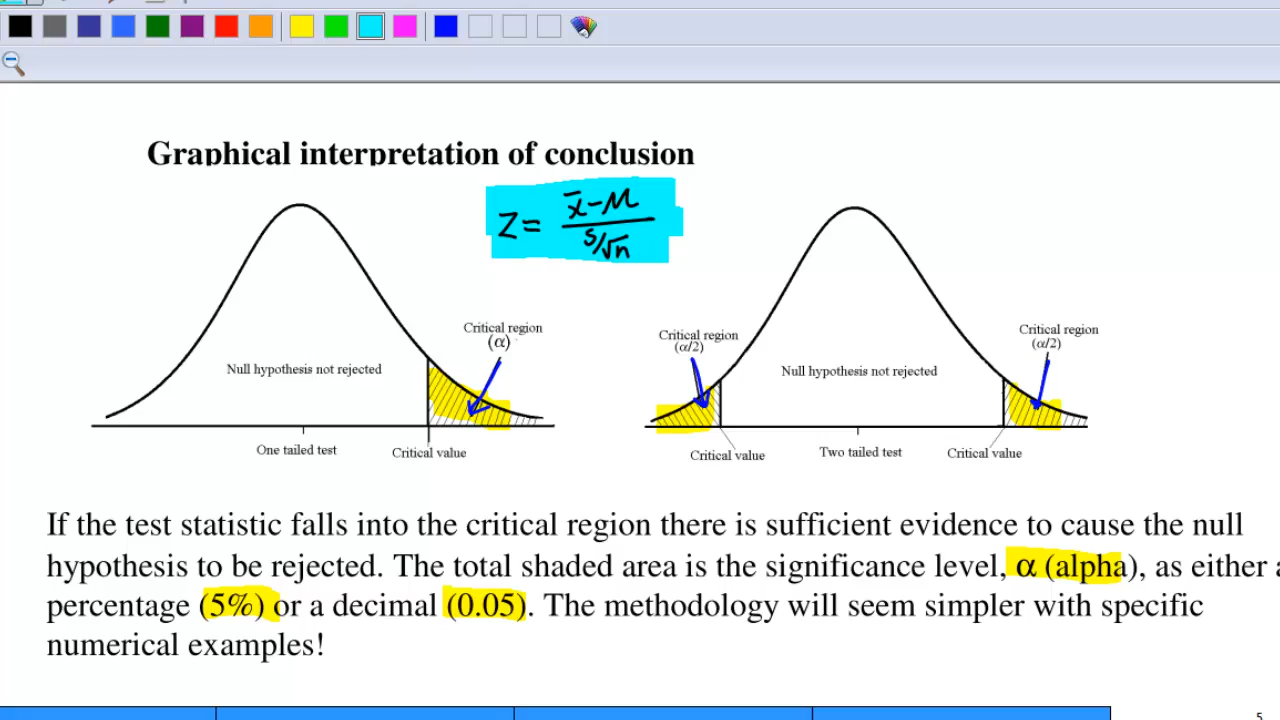 Graphical interpretation of conclusion
Z = x̄-M
s/√n
Critical region
(α)
Null hypothesis not rejected
One tailed test
Critical value
Critical region
(α/2)
Null hypothesis not rejected
Critical region
(α/2)
Critical value
Two tailed test
Critical value
If the test statistic falls into the critical region there is sufficient evidence to cause the null
hypothesis to be rejected. The total shaded area is the significance level, α (alpha), as either a
percentage (5%) or a decimal (0.05). The methodology will seem simpler with specific
numerical examples!
5